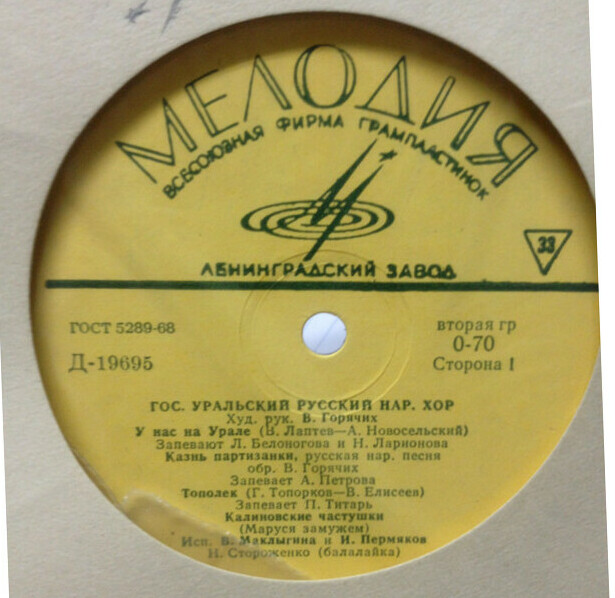 МЕЛОДИЯ
ВСЕСОЮЗНАЯ ФИРМА ГРАМПЛАСТИНОК
ЛЕНИНГРАДСКИЙ ЗАВОД
33
ГОСТ 5289-68
вторая гр
Д-19695
0-70
Сторона 1
ГОС. УРАЛЬСКИЙ РУССКИЙ НАР. ХОР
Худ. рук. В. Горячих
У нас на Урале (В. Лаптев—А. Новосельский)
Запевают Л. Белоногова и Н. Ларионова
Казнь партизанки, русская нар. песня
обр. В. Горячих
Запевает А. Петрова
Тополек (Г. Топорков—В. Елисеев)
Запевает П. Титарь
Калиновские частушки
(Маруся замужем)
Исп. В. Маклыгина и И. Пермяков
Н. Стороженко (балалайка)